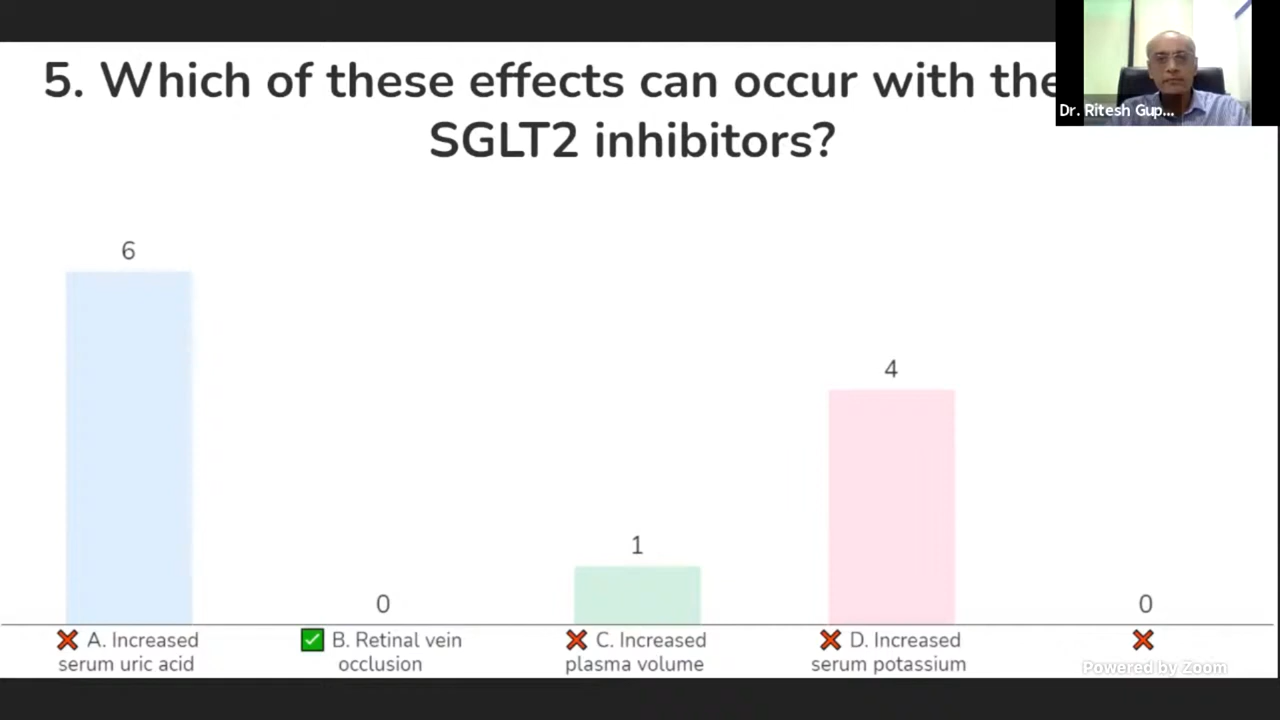 5. Which of these effects can occur with the
SGLT2 inhibitors?
Dr. Ritesh Gup...
6
4
1
0
0
A. Increased
serum uric acid
B. Retinal vein
occlusion
C. Increased
plasma volume
D. Increased
serum potassium
Powered by Zoom